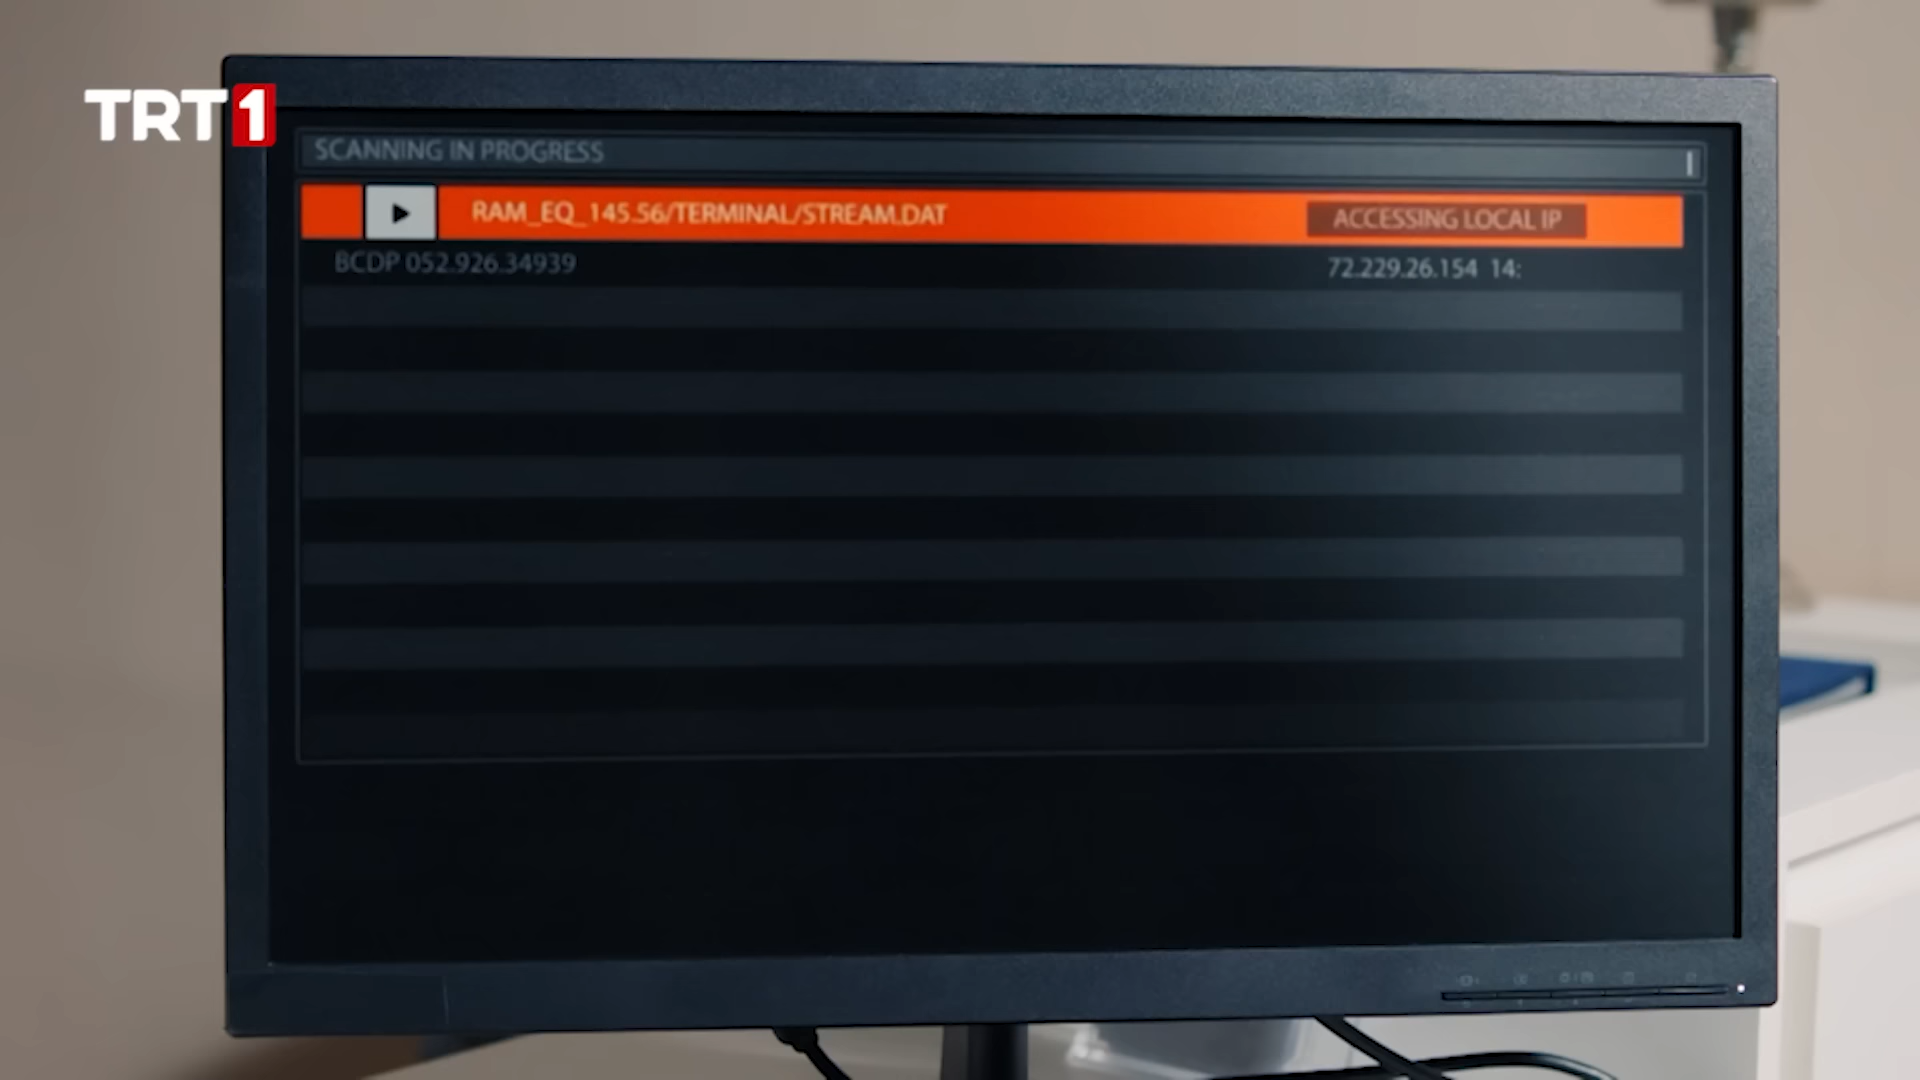 TRT1
SCANNING IN PROGRESS
RAM_EQ_145.56/TERMINAL/STREAM.DAT ACCESSING LOCAL IP
BCDP 052.926.34939 72.229.26.154 14: